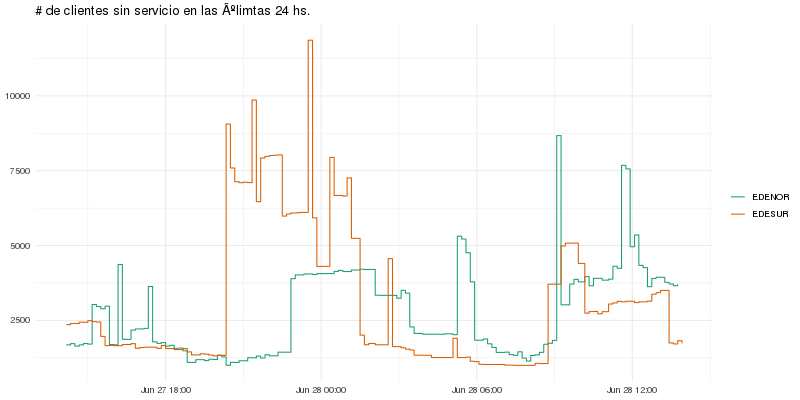 # de clientes sin servicio en las Ãºlimtas 24 hs.
10000
7500
5000
2500
EDENOR
EDESUR
Jun 27 18:00 Jun 28 00:00 Jun 28 06:00 Jun 28 12:00